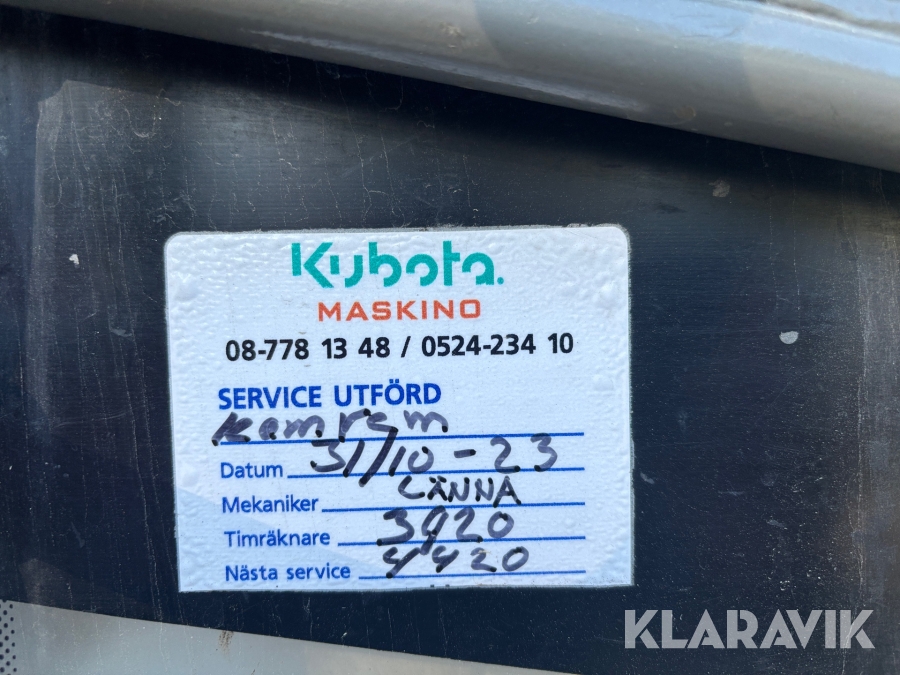 Kubota.
MASKINO
08-778 13 48 / 0524-234 10
SERVICE UTFÖRD
Kamrem
Datum 31/10-23
Mekaniker LÄNNA
Timräknare 3920
Nästa service 4420
KLARAVIK